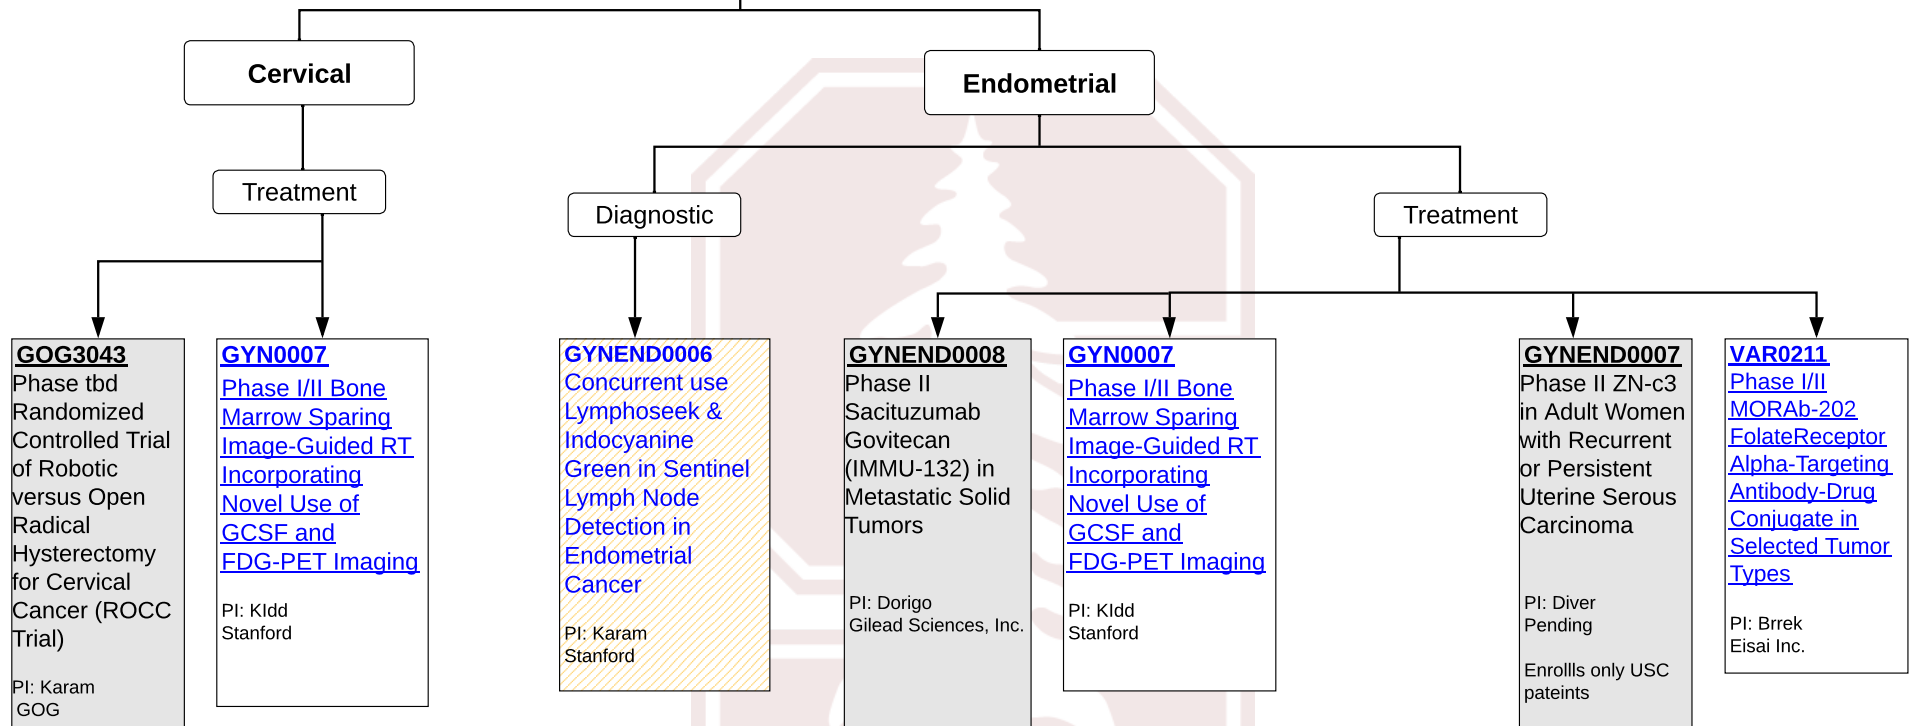 Cervical
Endometrial
Treatment
Diagnostic
Treatment
GOG3043
Phase tbd
Randomized
Controlled Trial
of Robotic
versus Open
Radical
Hysterectomy
for Cervical
Cancer (ROCC
Trial)
PI: Karam
GOG
GYN0007
Phase I/II Bone
Marrow Sparing
Image-Guided RT
Incorporating
Novel Use of
GCSF and
FDG-PET Imaging
PI: KIdd
Stanford
GYNEND0006
Concurrent use
Lymphoseek &
Indocyanine
Green in Sentinel
Lymph Node
Detection in
Endometrial
Cancer
PI: Karam
Stanford
GYNEND0008
Phase II
Sacituzumab
Govitecan
(IMMU-132) in
Metastatic Solid
Tumors
PI: Dorigo
Gilead Sciences, Inc.
GYN0007
Phase I/II Bone
Marrow Sparing
Image-Guided RT
Incorporating
Novel Use of
GCSF and
FDG-PET Imaging
PI: KIdd
Stanford
GYNEND0007
Phase II ZN-c3
in Adult Women
with Recurrent
or Persistent
Uterine Serous
Carcinoma
PI: Diver
Pending
Enrollls only USC
pateints
VAR0211
Phase I/II
MORAb-202
FolateReceptor
Alpha-Targeting
Antibody-Drug
Conjugate in
Selected Tumor
Types
PI: Brrek
Eisai Inc.